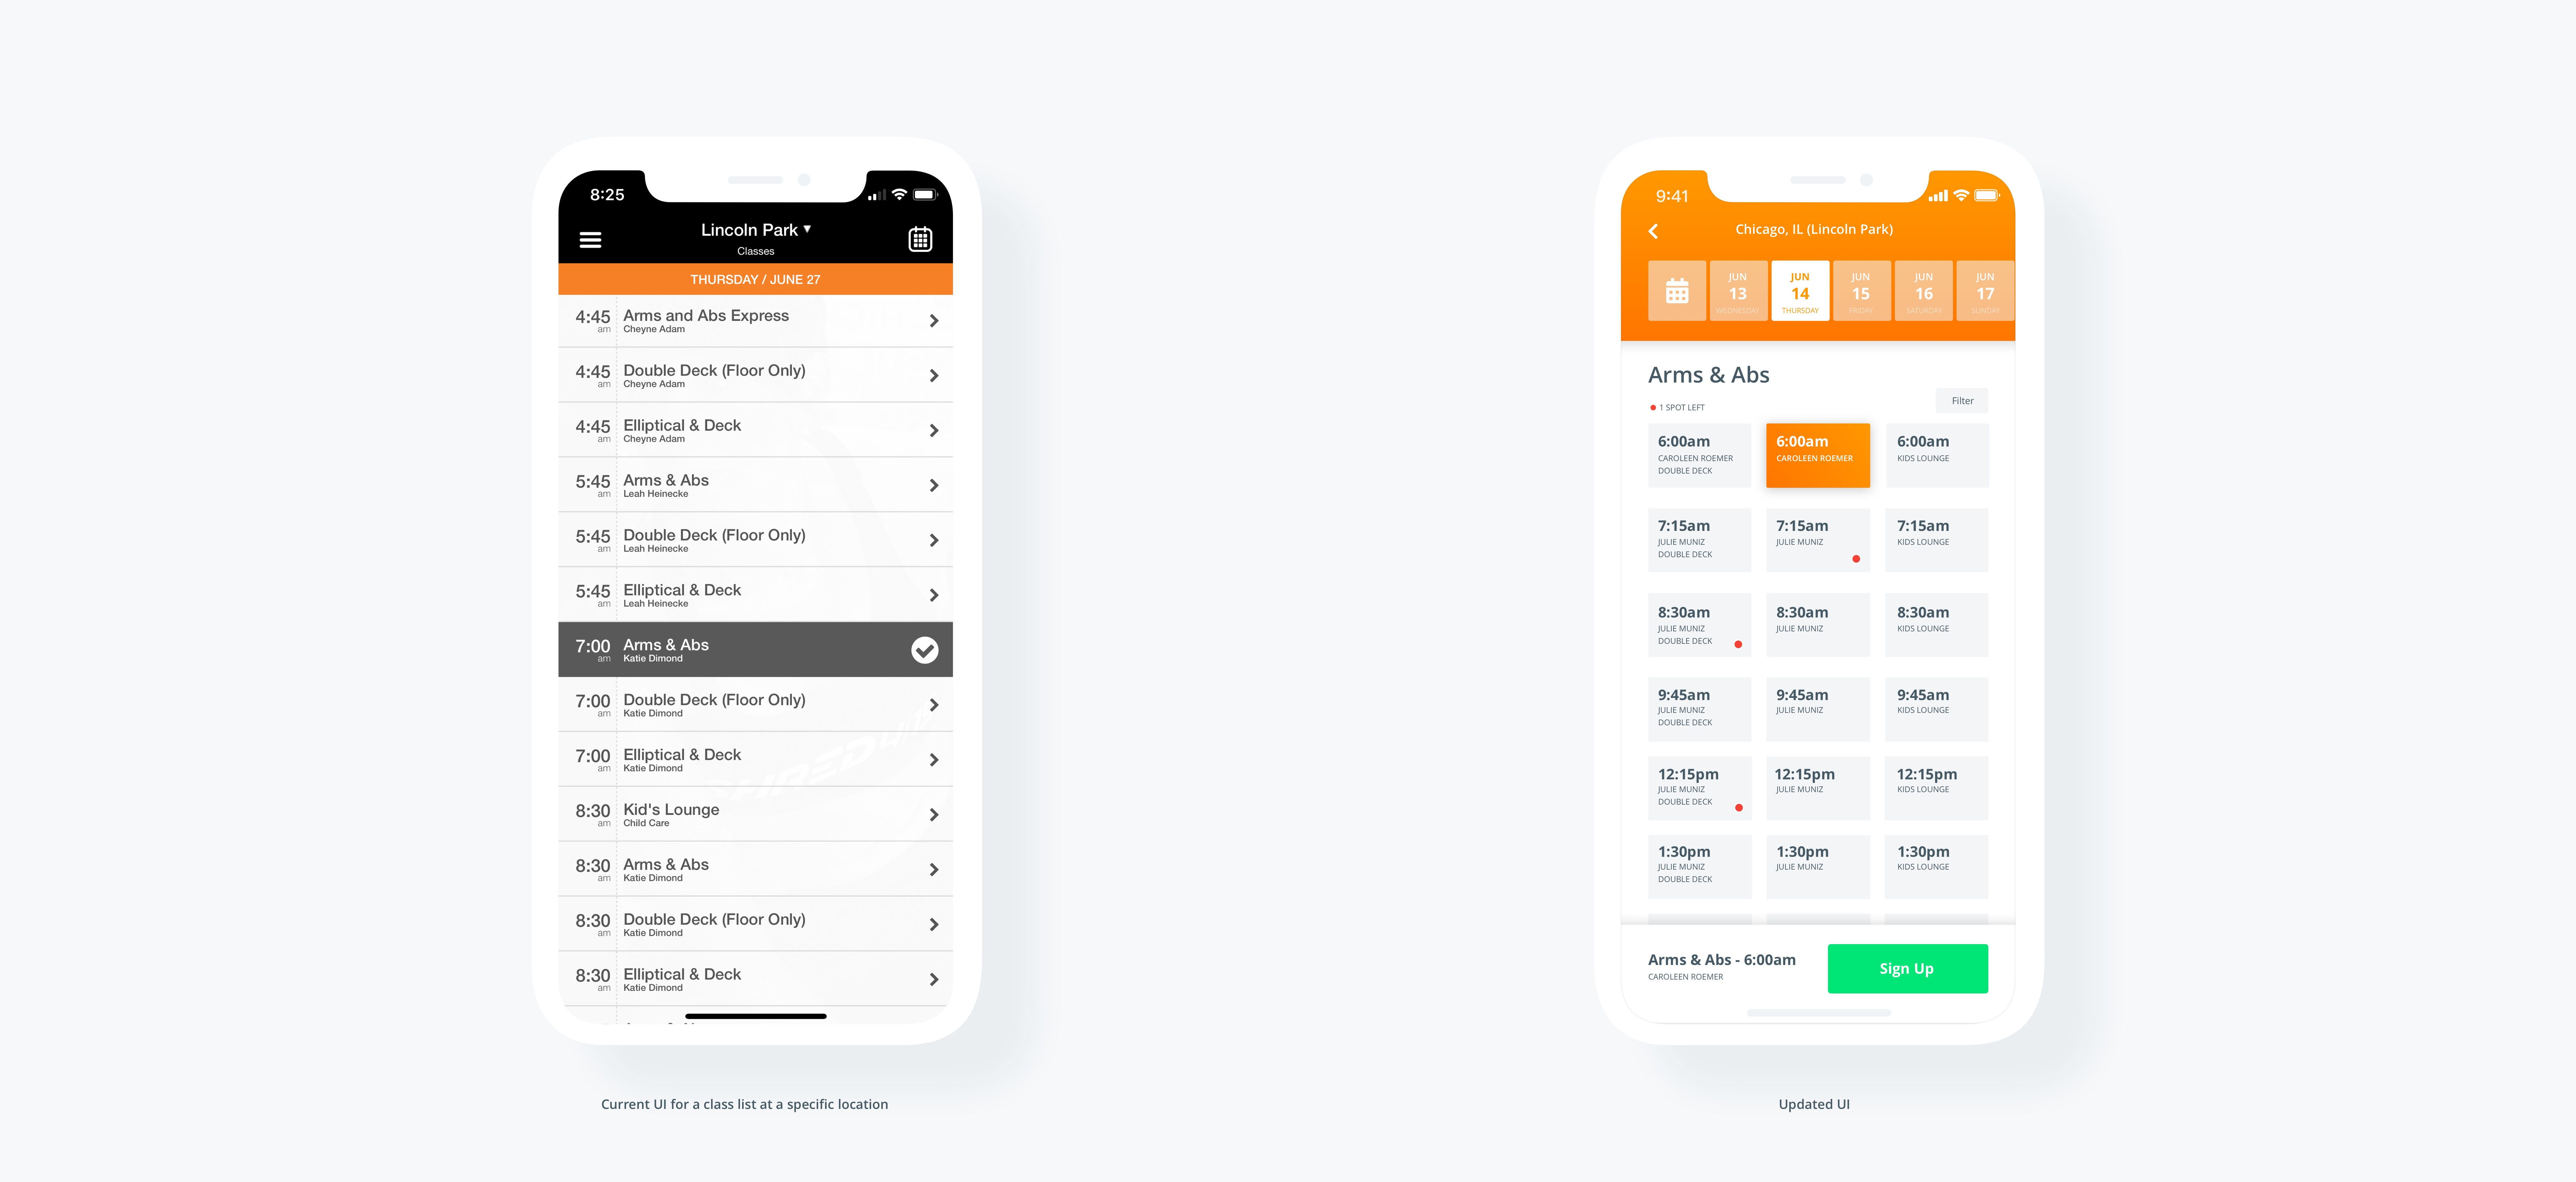 8:25
Lincoln Park ▼
Classes
THURSDAY / JUNE 27
4:45 am
Arms and Abs Express
Cheyne Adam
4:45 am
Double Deck (Floor Only)
Cheyne Adam
4:45 am
Elliptical & Deck
Cheyne Adam
5:45 am
Arms & Abs
Leah Heinecke
5:45 am
Double Deck (Floor Only)
Leah Heinecke
5:45 am
Elliptical & Deck
Leah Heinecke
7:00 am
Arms & Abs
Katie Dimond
7:00 am
Double Deck (Floor Only)
Katie Dimond
7:00 am
Elliptical & Deck
Katie Dimond
8:30 am
Kid's Lounge
Child Care
8:30 am
Arms & Abs
Katie Dimond
8:30 am
Double Deck (Floor Only)
Katie Dimond
8:30 am
Elliptical & Deck
Katie Dimond
Current UI for a class list at a specific location
9:41
Chicago, IL (Lincoln Park)
JUN
13
WEDNESDAY
JUN
14
THURSDAY
JUN
15
FRIDAY
JUN
16
SATURDAY
JUN
17
SUNDAY
Arms & Abs
1 SPOT LEFT
Filter
6:00am
CAROLEEN ROEMER
DOUBLE DECK
6:00am
CAROLEEN ROEMER
6:00am
KIDS LOUNGE
7:15am
JULIE MUNIZ
DOUBLE DECK
7:15am
JULIE MUNIZ
7:15am
KIDS LOUNGE
8:30am
JULIE MUNIZ
DOUBLE DECK
8:30am
JULIE MUNIZ
8:30am
KIDS LOUNGE
9:45am
JULIE MUNIZ
DOUBLE DECK
9:45am
JULIE MUNIZ
9:45am
KIDS LOUNGE
12:15pm
JULIE MUNIZ
DOUBLE DECK
12:15pm
JULIE MUNIZ
12:15pm
KIDS LOUNGE
1:30pm
JULIE MUNIZ
DOUBLE DECK
1:30pm
JULIE MUNIZ
1:30pm
KIDS LOUNGE
Arms & Abs - 6:00am
CAROLEEN ROEMER
Sign Up
Updated UI